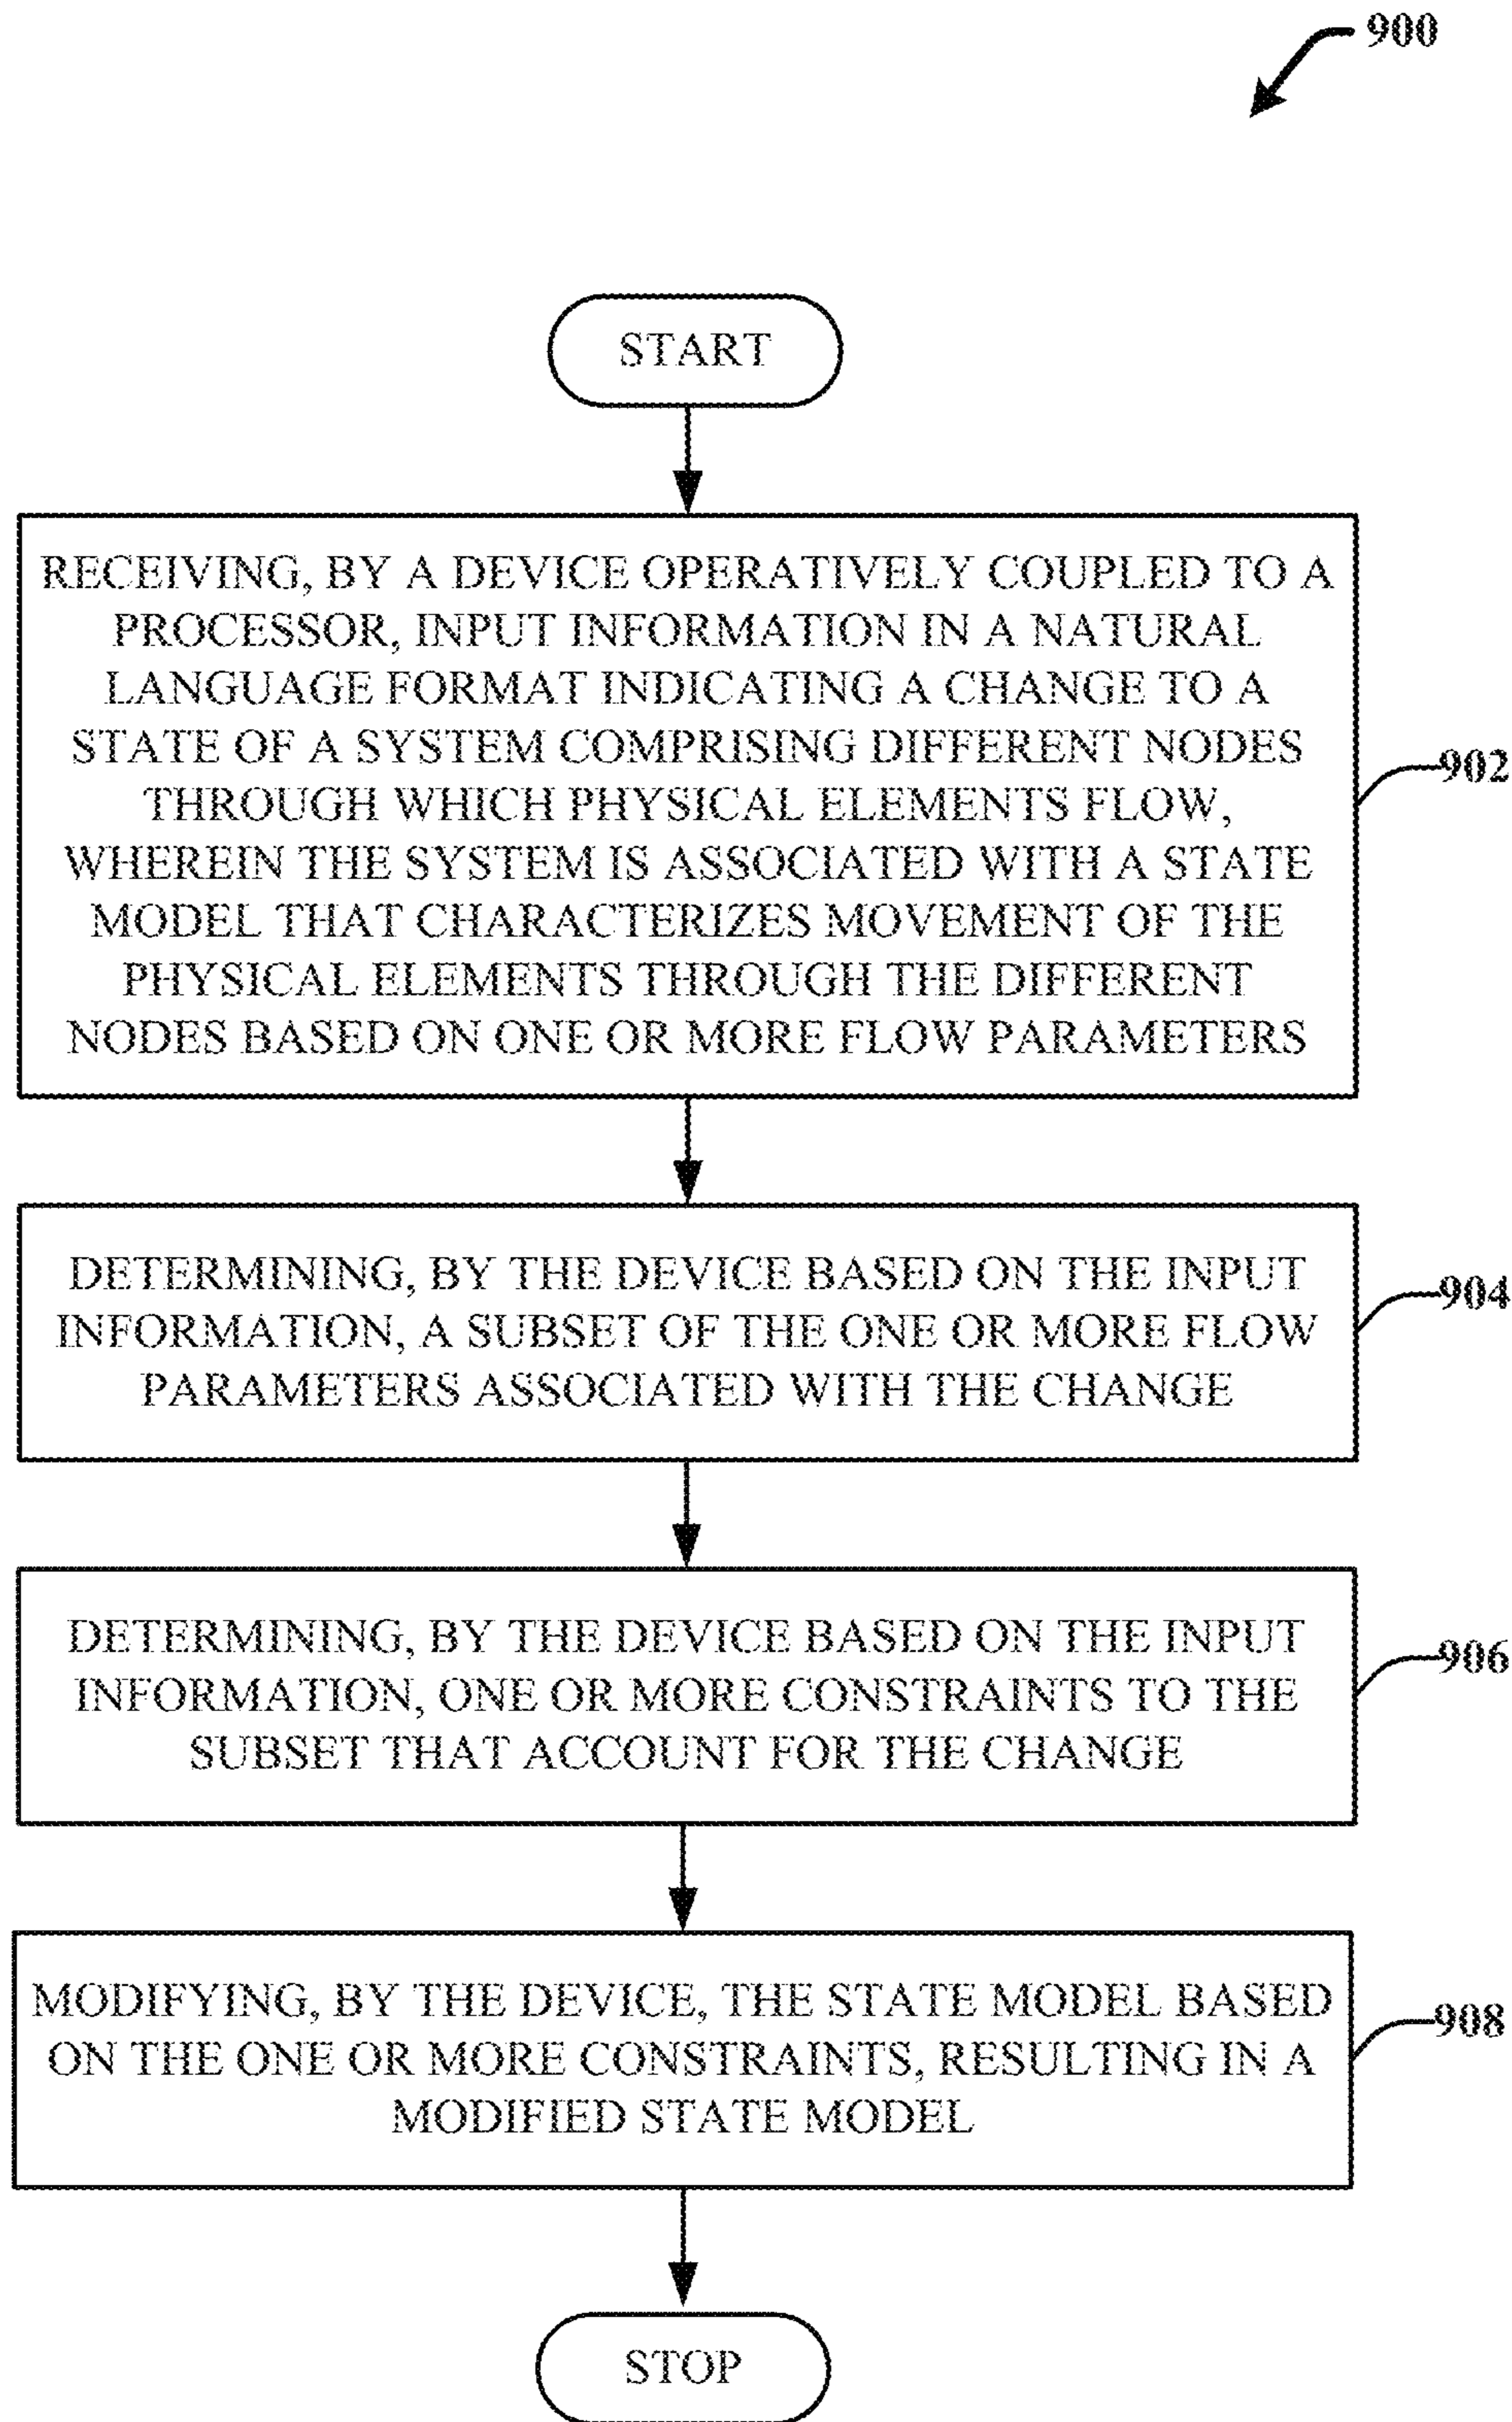 900
START
RECEIVING, BY A DEVICE OPERATIVELY COUPLED TO A
PROCESSOR, INPUT INFORMATION IN A NATURAL
LANGUAGE FORMAT INDICATING A CHANGE TO A
STATE OF A SYSTEM COMPRISING DIFFERENT NODES
THROUGH WHICH PHYSICAL ELEMENTS FLOW,
WHEREIN THE SYSTEM IS ASSOCIATED WITH A STATE
MODEL THAT CHARACTERIZES MOVEMENT OF THE
PHYSICAL ELEMENTS THROUGH THE DIFFERENT
NODES BASED ON ONE OR MORE FLOW PARAMETERS
902
DETERMINING, BY THE DEVICE BASED ON THE INPUT
INFORMATION, A SUBSET OF THE ONE OR MORE FLOW
PARAMETERS ASSOCIATED WITH THE CHANGE
904
DETERMINING, BY THE DEVICE BASED ON THE INPUT
INFORMATION, ONE OR MORE CONSTRAINTS TO THE
SUBSET THAT ACCOUNT FOR THE CHANGE
906
MODIFYING, BY THE DEVICE, THE STATE MODEL BASED
ON THE ONE OR MORE CONSTRAINTS, RESULTING IN A
MODIFIED STATE MODEL
908
STOP